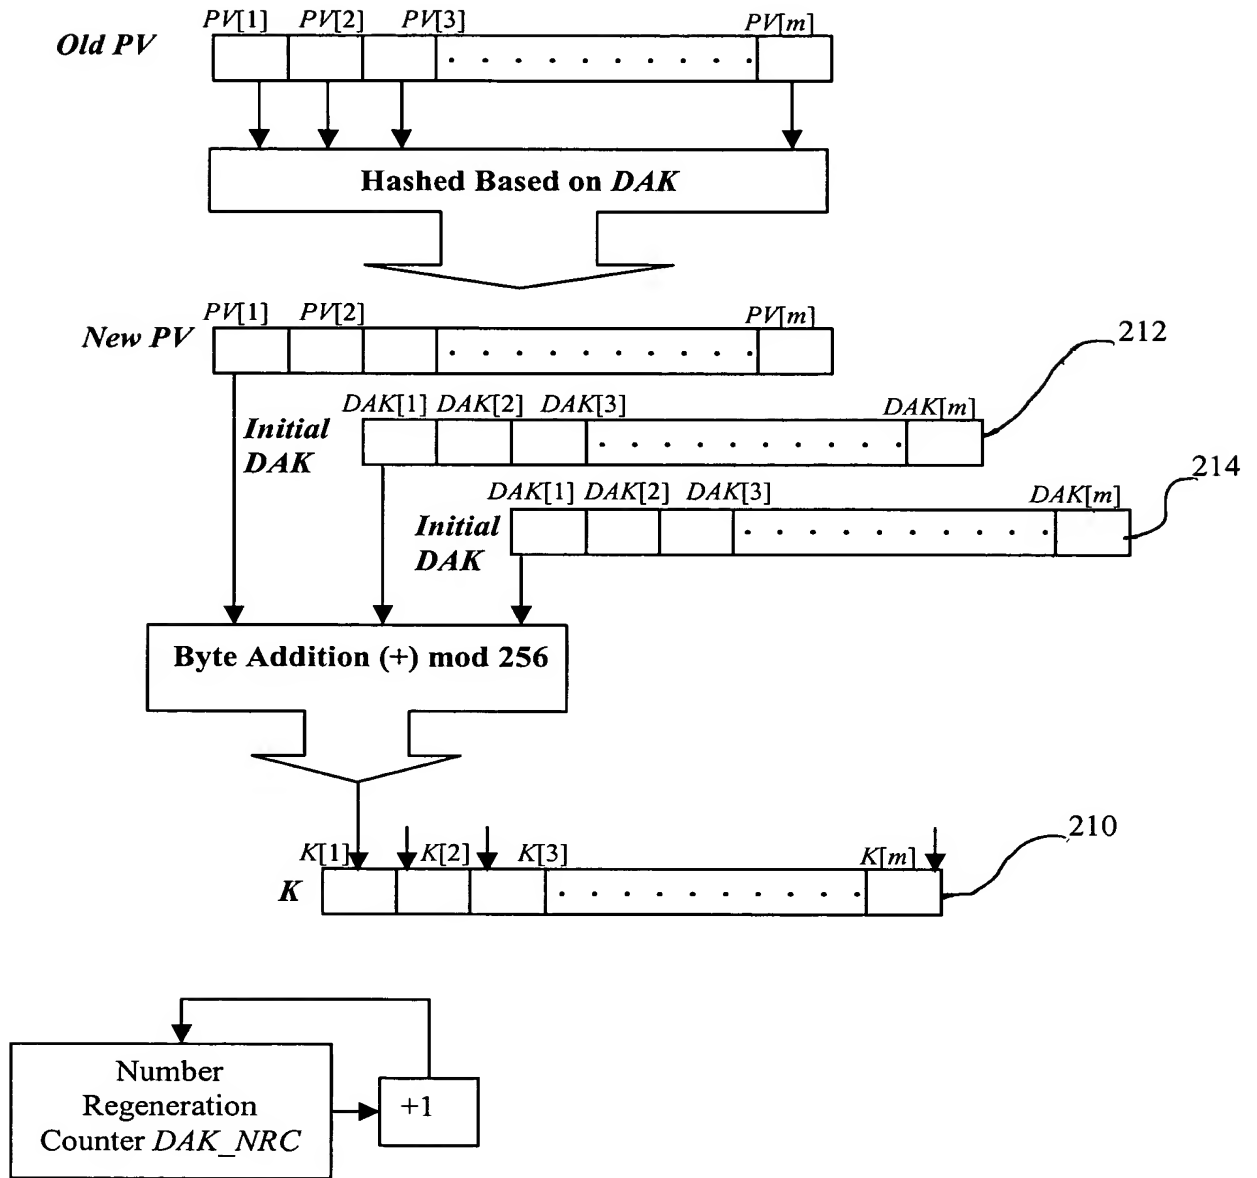 PV[1] PV[2] PV[3] PV[m]
Old PV
Hashed Based on DAK
PV[1] PV[2] PV[m]
New PV
212
DAK[1] DAK[2] DAK[3] DAK[m]
Initial
DAK
214
DAK[1] DAK[2] DAK[3] DAK[m]
Initial
DAK
Byte Addition (+) mod 256
210
K[1] K[2] K[3] K[m]
K
Number
Regeneration
Counter DAK_NRC
+1